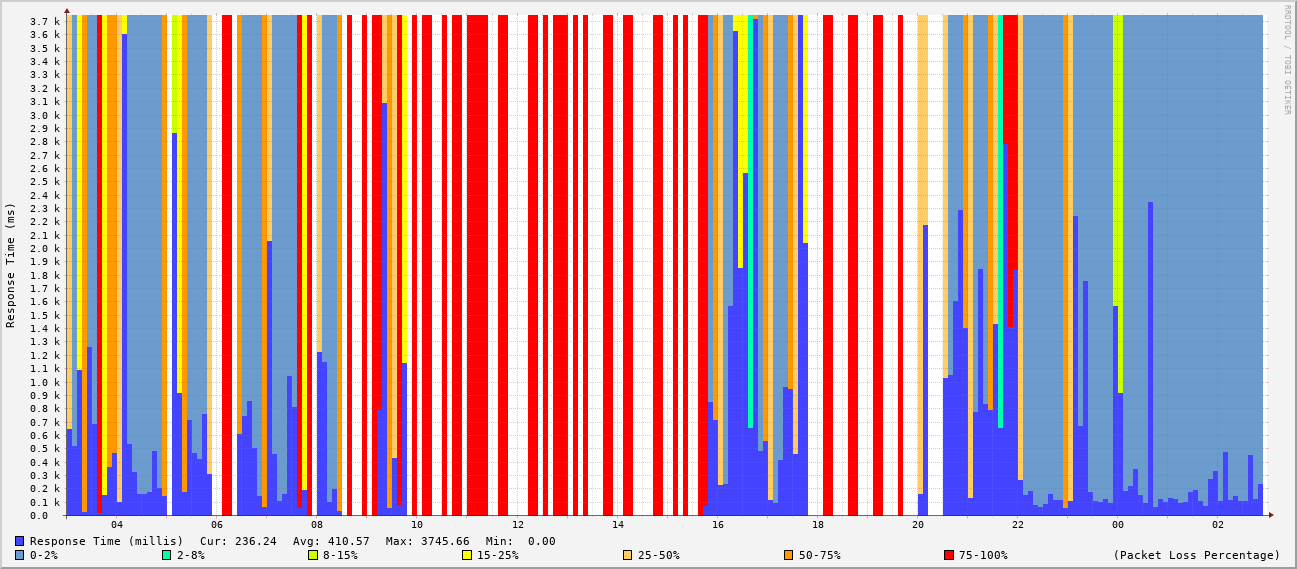 RRDTOOL / TOBI OETIKER
Response Time (ms)
3.7 k
3.6 k
3.4 k
3.3 k
3.2 k
3.1 k
3.0 k
2.9 k
2.8 k
2.7 k
2.6 k
2.5 k
2.4 k
2.3 k
2.2 k
2.1 k
2.0 k
1.9 k
1.8 k
1.7 k
1.6 k
1.5 k
1.4 k
1.3 k
1.2 k
1.1 k
1.0 k
0.9 k
0.8 k
0.7 k
0.6 k
0.5 k
0.4 k
0.3 k
0.2 k
0.1 k
0.0
04 06 08 10 12 14 16 18 20 22 00 02
Response Time (millis) Cur: 236.24 Avg: 410.57 Max: 3745.66 Min: 0.00
0-2% 2-8% 8-15% 15-25% 25-50% 50-75% 75-100% (Packet Loss Percentage)